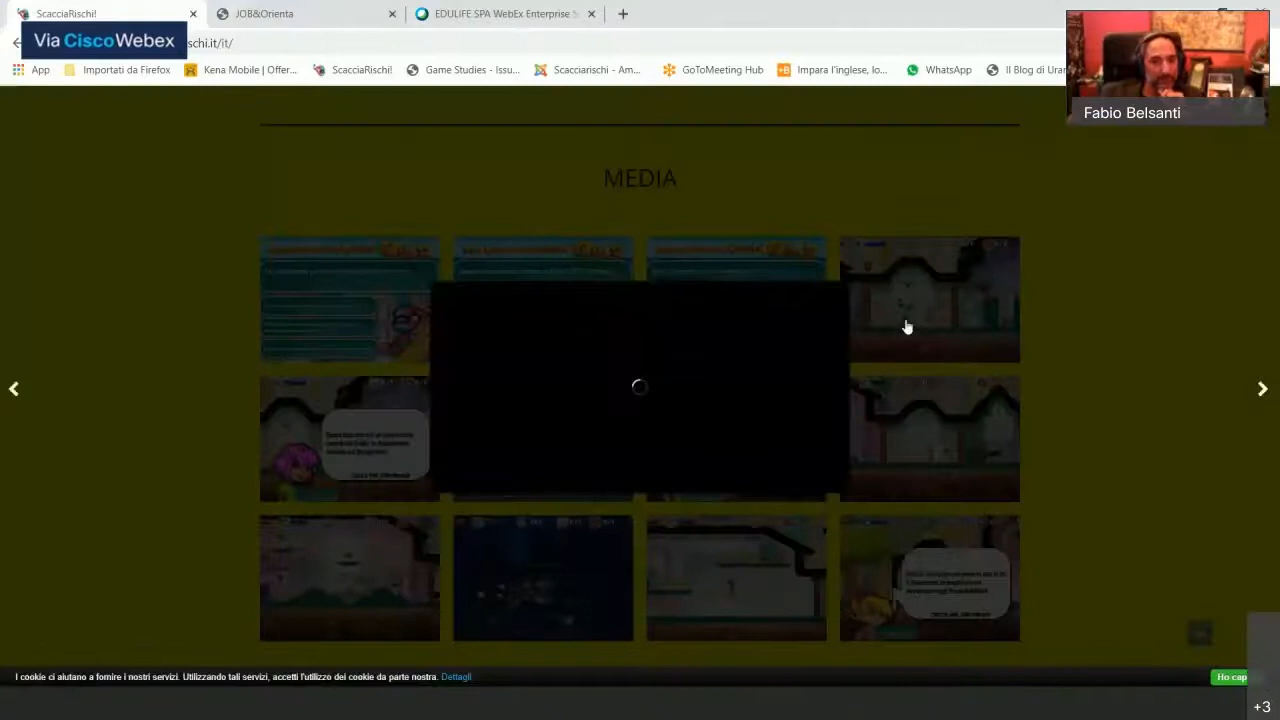 ScacciaRischi!
JOB&Orienta
EDULIFE SPA WebEx Enterprise S
Via CiscoWebex
schi.it/it/
App
Importati da Firefox
Kena Mobile | Offer...
ScacciaRischi!
Game Studies - Issu...
Scacciarischi - Am...
GoToMeeting Hub
Impara l'inglese, lo...
WhatsApp
Il Blog di Uran
Fabio Belsanti
MEDIA
I cookie ci aiutano a fornire i nostri servizi. Utilizzando tali servizi, accetti l'utilizzo dei cookie da parte nostra. Dettagli
Ho cap
+3